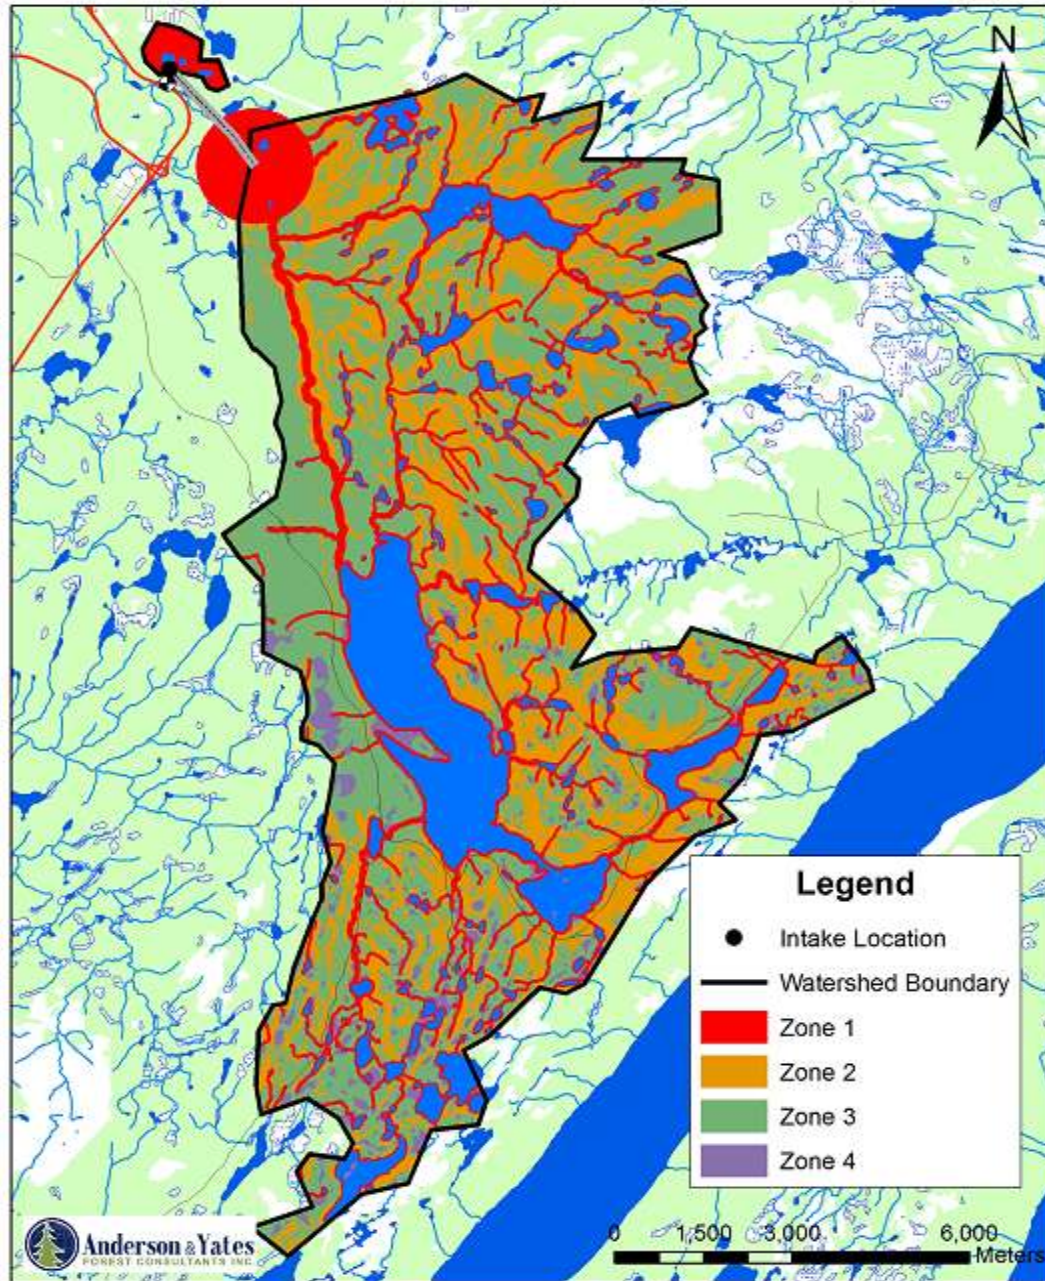 N
Legend
Intake Location
Watershed Boundary
Zone 1
Zone 2
Zone 3
Zone 4
0 1,500 3,000 6,000
Meters
Anderson & Yates
FOREST CONSULTANTS INC.